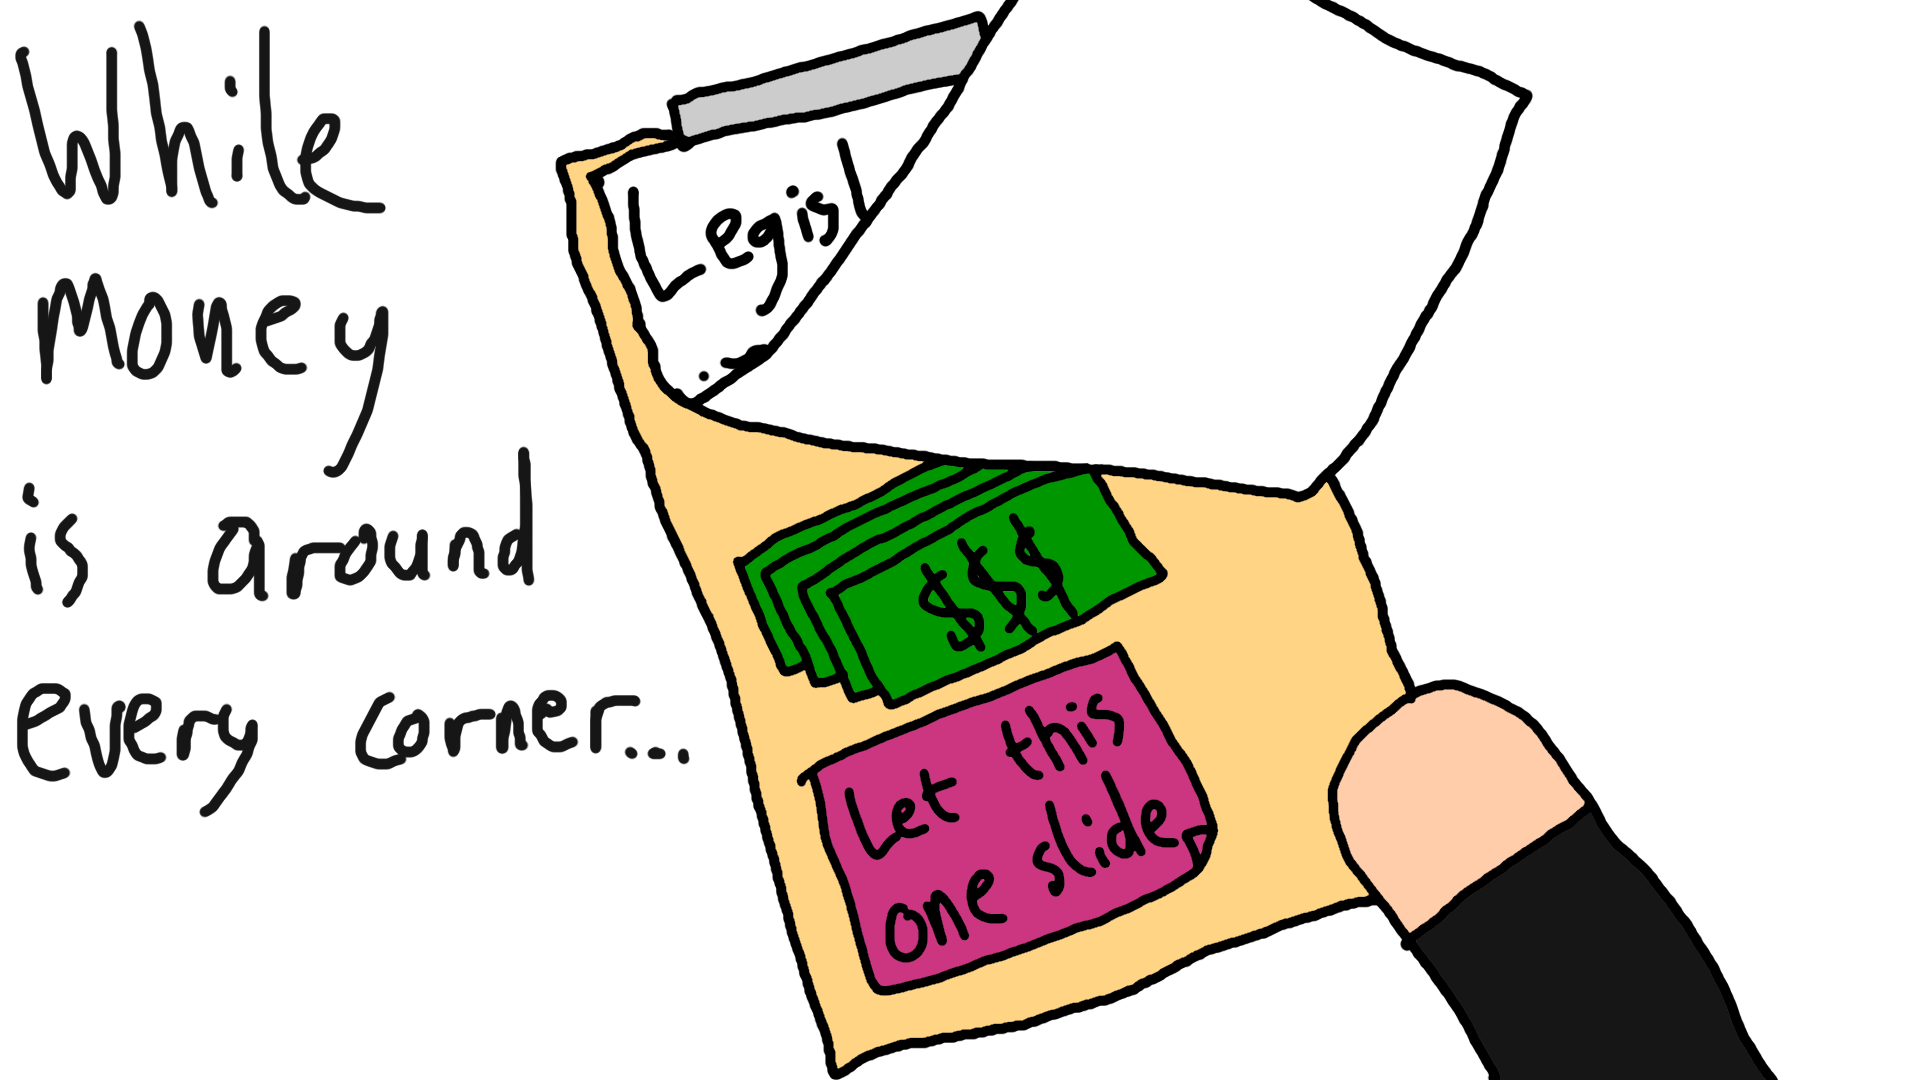 While
Money
is around
every corner...
Legisl
$$$
Let this
one slide